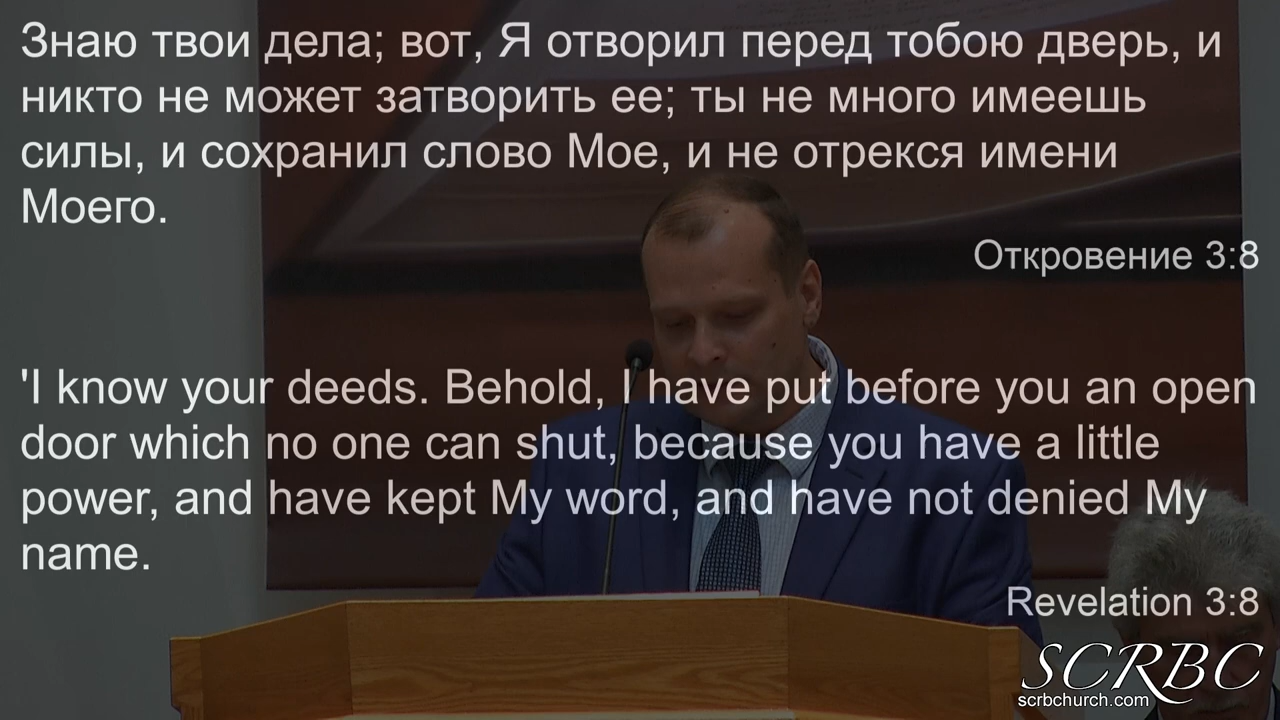 Знаю твои дела; вот, Я отворил перед тобою дверь, и
никто не может затворить ее; ты не много имеешь
силы, и сохранил слово Мое, и не отрекся имени
Моего.
Откровение 3:8
'I know your deeds. Behold, I have put before you an open
door which no one can shut, because you have a little
power, and have kept My word, and have not denied My
name.
Revelation 3:8
SCRBC
scrbchurch.com